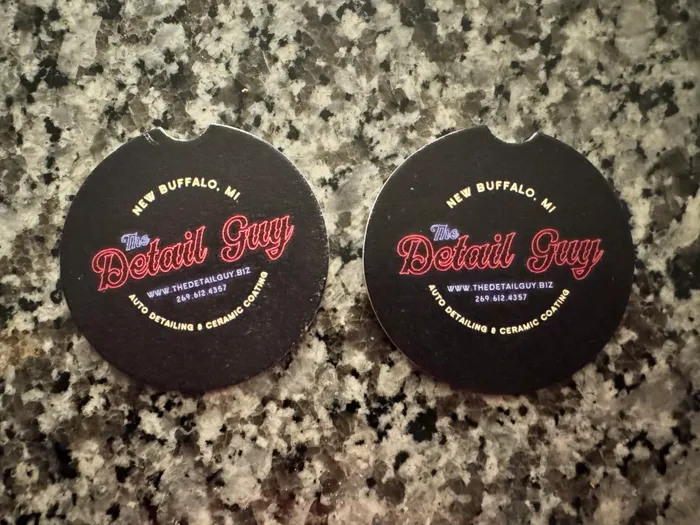 NEW BUFFALO, MI.
The
Detail Guy
WWW.THEDETAILGUY.BIZ
269.612.4357
AUTO DETAILING & CERAMIC COATING
NEW BUFFALO, MI
The
Detail Guy
WWW.THEDETAILGUY.BIZ
269.612.4357
AUTO DETAILING & CERAMIC COATING